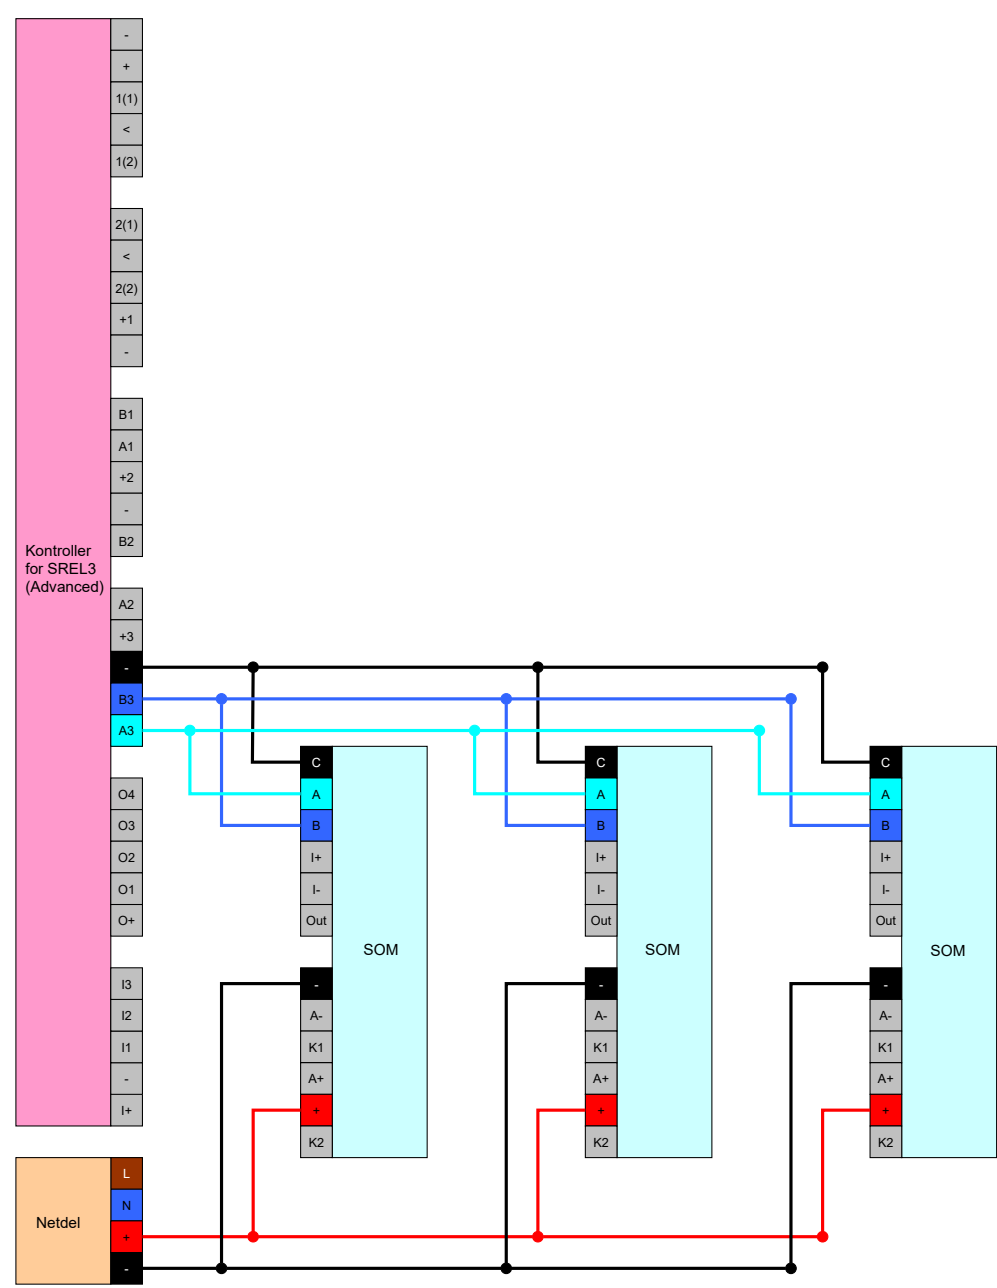 -
+
1(1)
<
1(2)
2(1)
<
2(2)
+1
-
B1
A1
+2
-
B2
Kontroller
for SREL3
(Advanced)
A2
+3
-
B3
A3
O4
O3
O2
O1
O+
I3
I2
I1
-
I+
C
A
B
I+
I-
Out
SOM
-
A-
K1
A+
+
K2
C
A
B
I+
I-
Out
SOM
-
A-
K1
A+
+
K2
C
A
B
I+
I-
Out
SOM
-
A-
K1
A+
+
K2
Netdel
L
N
+
-